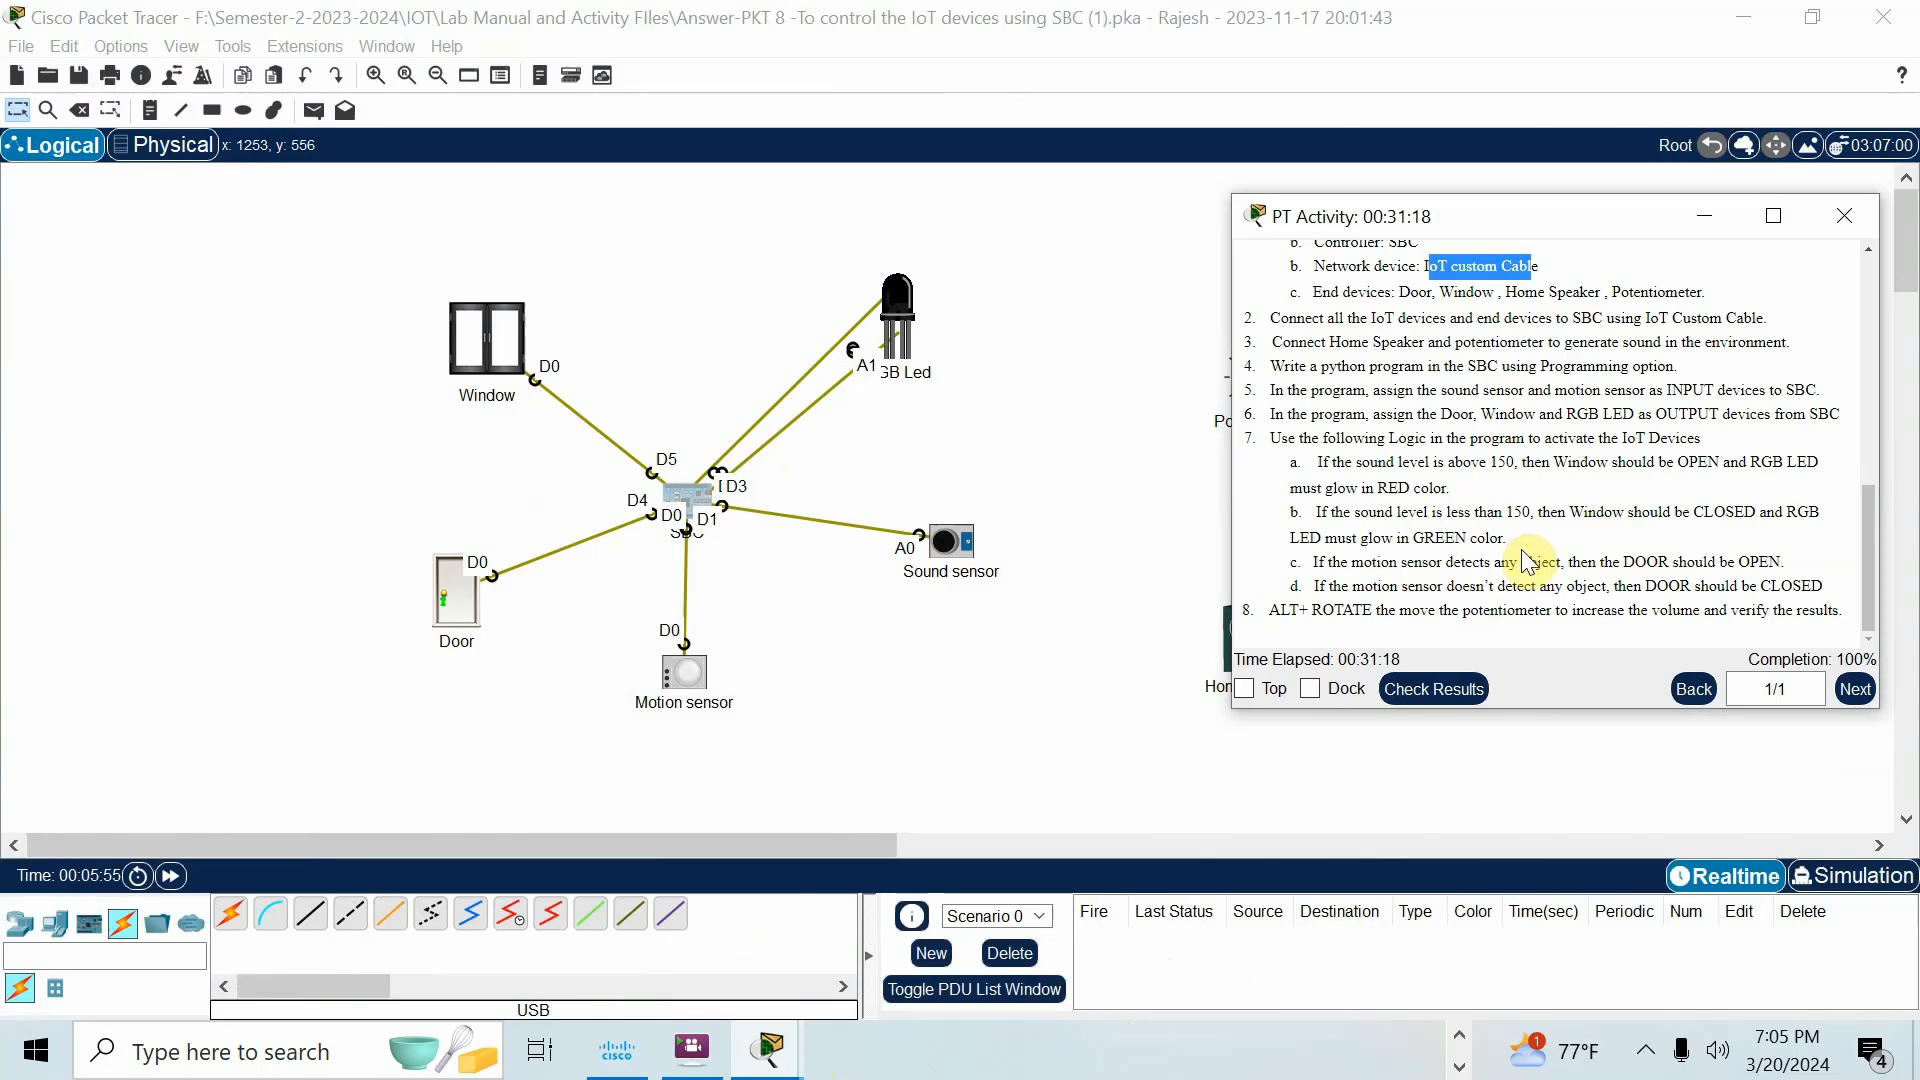 Cisco Packet Tracer - F:\Semester-2-2023-2024\IOT\Lab Manual and Activity FIles\Answer-PKT 8 -To control the IoT devices using SBC (1).pka - Rajesh - 2023-11-17 20:01:43
File Edit Options View Tools Extensions Window Help
?
Logical Physical x: 1253, y: 556 Root 03:07:00
PT Activity: 00:31:18
b. Controller: SBC
b. Network device: IoT custom Cable
c. End devices: Door, Window , Home Speaker , Potentiometer.
2. Connect all the IoT devices and end devices to SBC using IoT Custom Cable.
3. Connect Home Speaker and potentiometer to generate sound in the environment.
4. Write a python program in the SBC using Programming option.
5. In the program, assign the sound sensor and motion sensor as INPUT devices to SBC.
6. In the program, assign the Door, Window and RGB LED as OUTPUT devices from SBC
7. Use the following Logic in the program to activate the IoT Devices
a. If the sound level is above 150, then Window should be OPEN and RGB LED
must glow in RED color.
b. If the sound level is less than 150, then Window should be CLOSED and RGB
LED must glow in GREEN color.
c. If the motion sensor detects any object, then the DOOR should be OPEN.
d. If the motion sensor doesn't detect any object, then DOOR should be CLOSED
8. ALT+ ROTATE the move the potentiometer to increase the volume and verify the results.
Time Elapsed: 00:31:18 Completion: 100%
Top Dock Check Results Back 1/1 Next
D0
Window
A1
GB Led
Po
D5
D3
D4
D0
D1
SBC
A0
Sound sensor
D0
Door
D0
Motion sensor
Hom
Time: 00:05:55 Realtime Simulation
Scenario 0
New Delete
Toggle PDU List Window
Fire Last Status Source Destination Type Color Time(sec) Periodic Num Edit Delete
USB
Type here to search
cisco
1
77°F
7:05 PM
3/20/2024
4